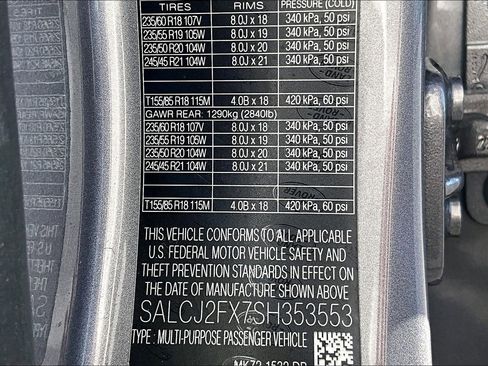 TIRES RIMS PRESSURE (COLD)
235/60 R18 107V 8.0J x 18 340 kPa, 50 psi
235/55 R19 105W 8.0J x 19 340 kPa, 50 psi
235/50 R20 104W 8.0J x 20 340 kPa, 50 psi
245/45 R21 104W 8.0J x 21 340 kPa, 50 psi
T155/85 R18 115M 4.0B x 18 420 kPa, 60 psi
GAWR REAR: 1290kg (2840lb)
235/60 R18 107V 8.0J x 18 340 kPa, 50 psi
235/55 R19 105W 8.0J x 19 340 kPa, 50 psi
235/50 R20 104W 8.0J x 20 340 kPa, 50 psi
245/45 R21 104W 8.0J x 21 340 kPa, 50 psi
ROVER
T155/85 R18 115M 4.0B x 18 420 kPa, 60 psi
THIS VEHICLE CONFORMS TO ALL APPLICABLE
U.S. FEDERAL MOTOR VEHICLE SAFETY AND
THEFT PREVENTION STANDARDS IN EFFECT ON
THE DATE OF MANUFACTURE SHOWN ABOVE
SALCJ2FX7SH353553
TYPE: MULTI-PURPOSE PASSENGER VEHICLE